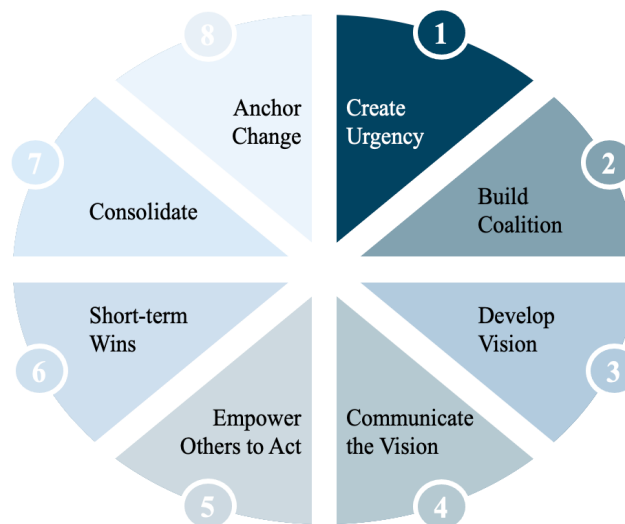 1
Create
Urgency
2
Build
Coalition
3
Develop
Vision
4
Communicate
the Vision
5
Empower
Others to Act
6
Short-term
Wins
7
Consolidate
8
Anchor
Change